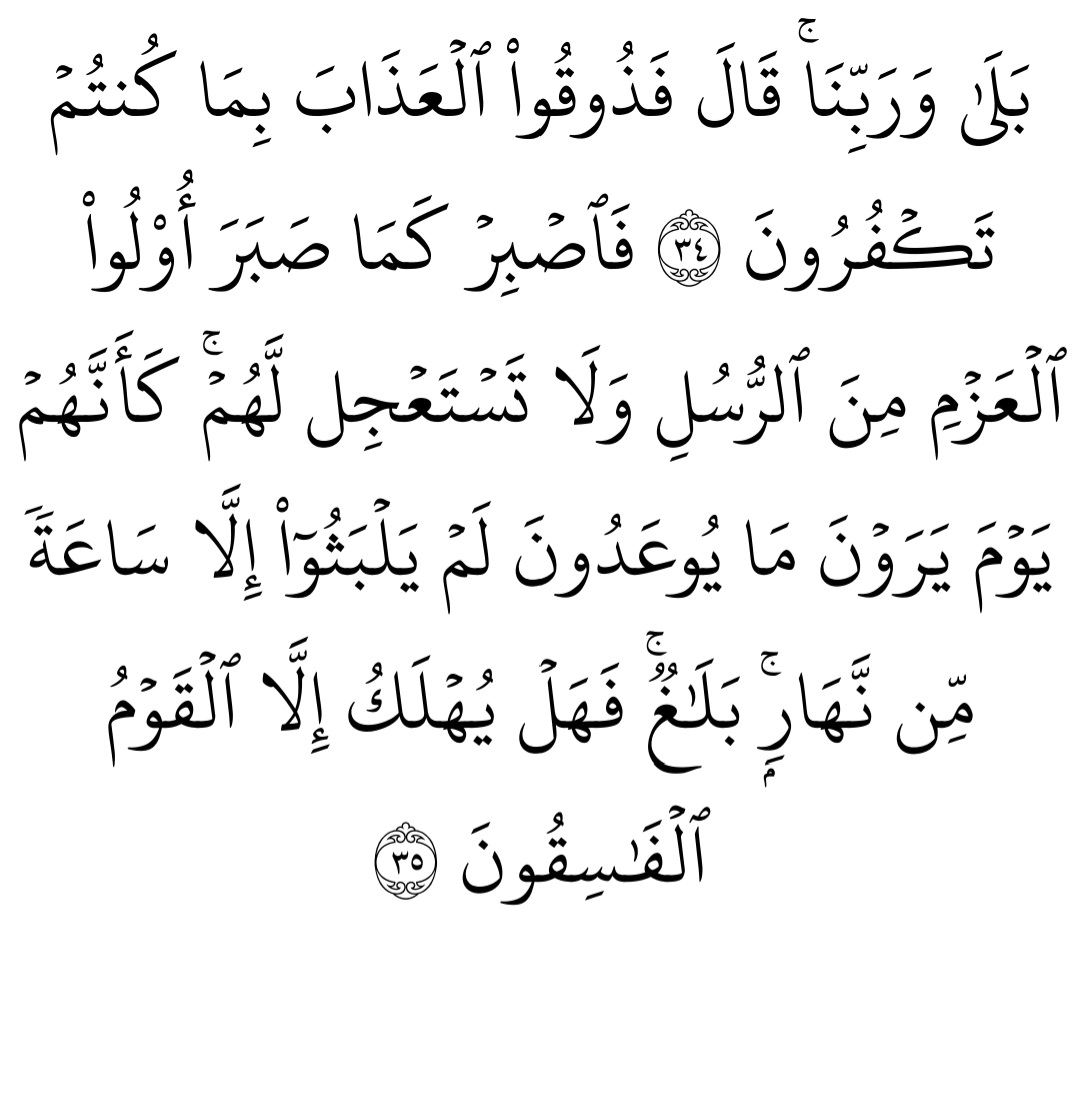 بَلَىٰ وَرَبِّنَاۚ قَالَ فَذُوقُواْ ٱلۡعَذَابَ بِمَا كُنتُمۡ
تَكۡفُرُونَ ٣٤ فَٱصۡبِرۡ كَمَا صَبَرَ أُوْلُواْ
ٱلۡعَزۡمِ مِنَ ٱلرُّسُلِ وَلَا تَسۡتَعۡجِل لَّهُمۡۚ كَأَنَّهُمۡ
يَوۡمَ يَرَوۡنَ مَا يُوعَدُونَ لَمۡ يَلۡبَثُوٓاْ إِلَّا سَاعَةٗ
مِّن نَّهَارِۭۚ بَلَٰغٞۚ فَهَلۡ يُهۡلَكُ إِلَّا ٱلۡقَوۡمُ
ٱلۡفَٰسِقُونَ ٣٥